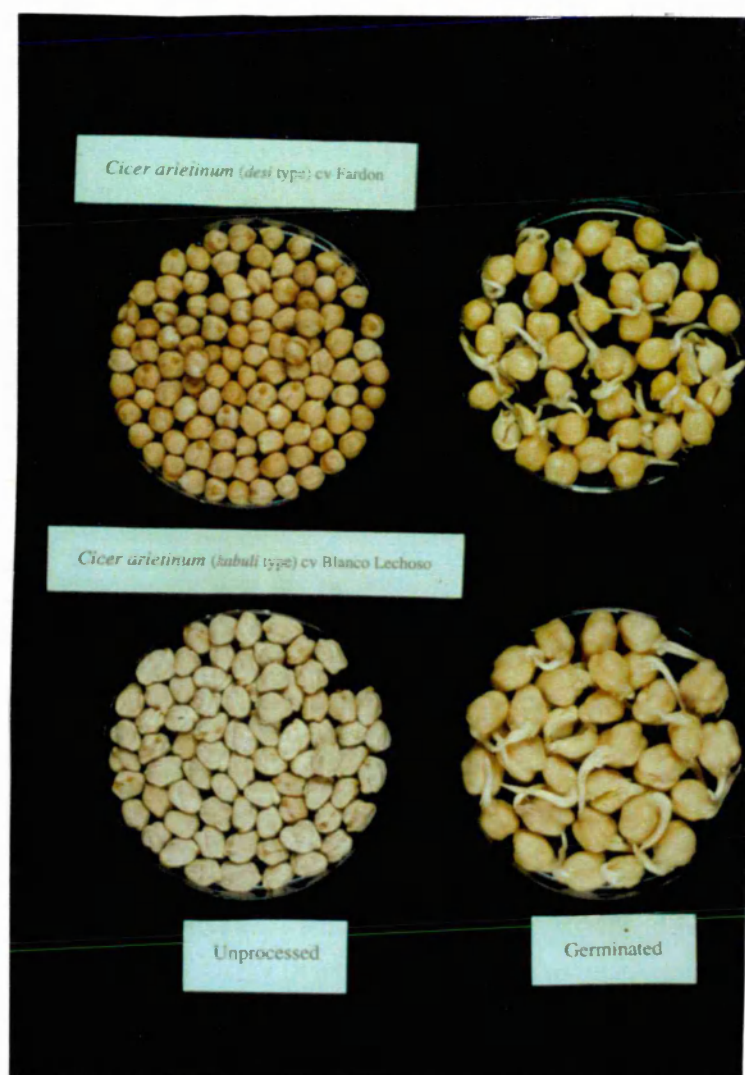 Cicer arietinum (desi type) cv Fardon
Cicer arietinum (kabuli type) cv Blanco Lechoso
Unprocessed
Germinated